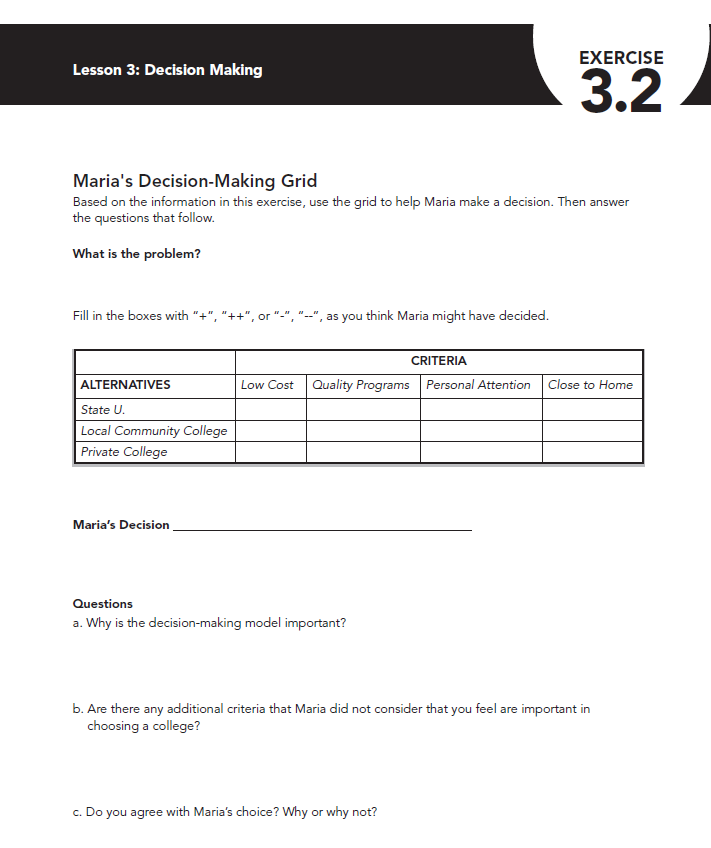 Lesson 3: Decision Making
EXERCISE
3.2
Maria's Decision-Making Grid
Based on the information in this exercise, use the grid to help Maria make a decision. Then answer
the questions that follow.
What is the problem?
Fill in the boxes with “+”, “++”, or “-”, “--”, as you think Maria might have decided.
CRITERIA
ALTERNATIVES Low Cost Quality Programs Personal Attention Close to Home
State U.
Local Community College
Private College
Maria’s Decision
Questions
a. Why is the decision-making model important?
b. Are there any additional criteria that Maria did not consider that you feel are important in
choosing a college?
c. Do you agree with Maria’s choice? Why or why not?